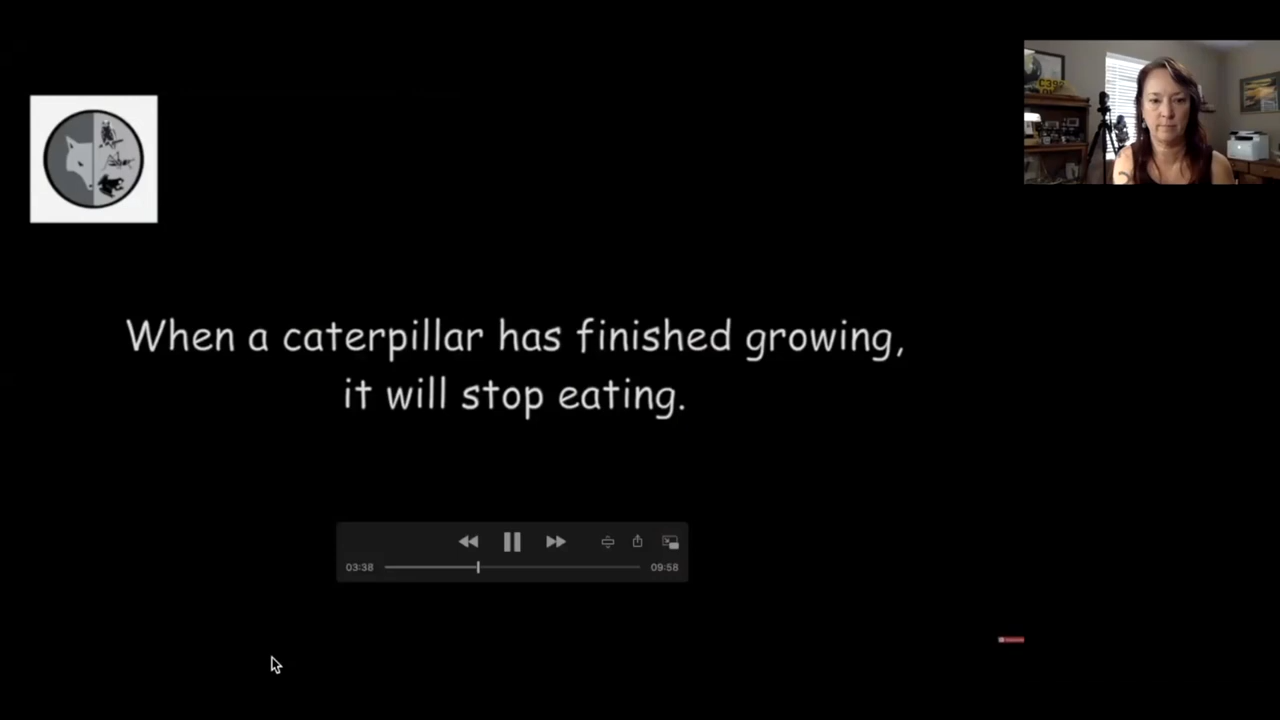 When a caterpillar has finished growing,
it will stop eating.
03:38
09:58